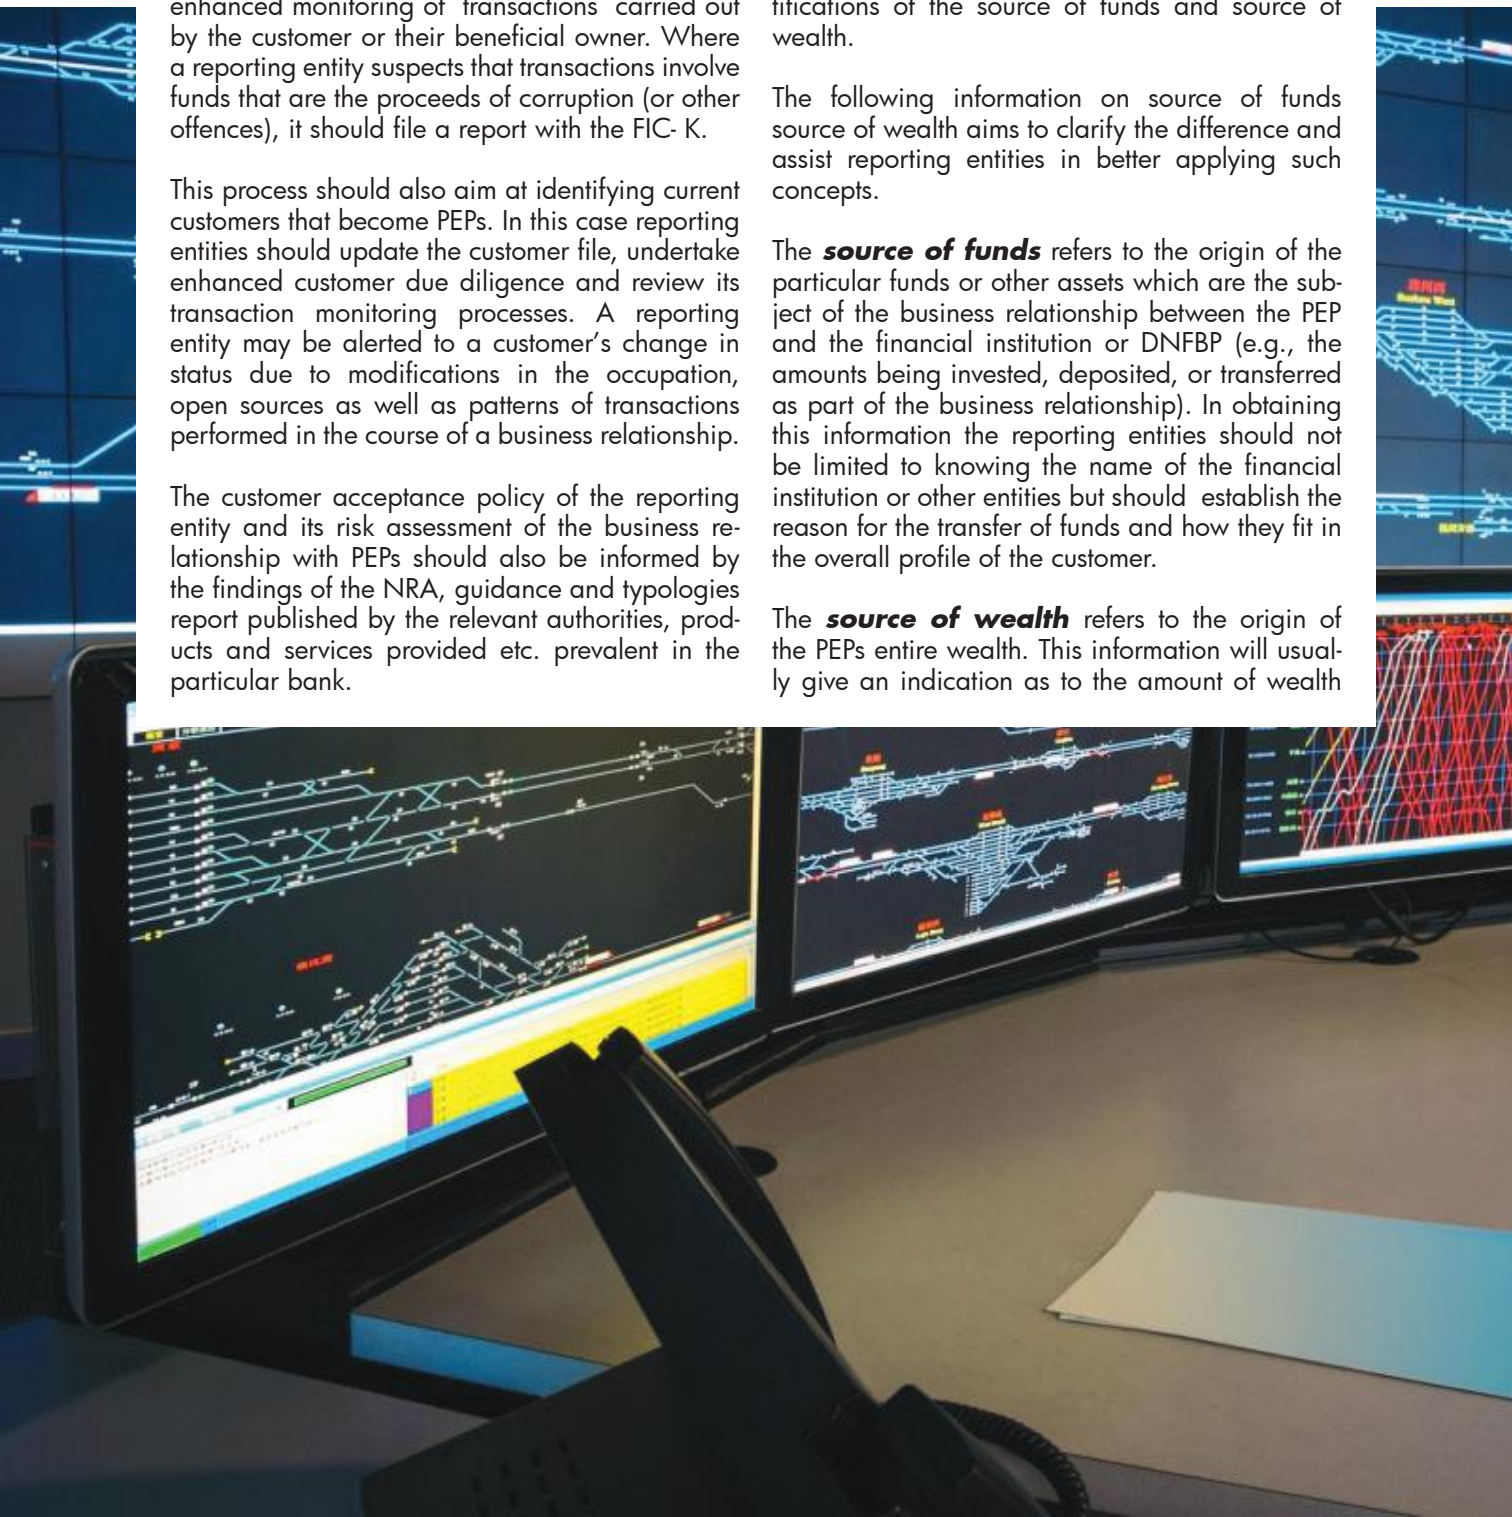 enhanced monitoring of transactions carried out
by the customer or their beneficial owner. Where
a reporting entity suspects that transactions involve
funds that are the proceeds of corruption (or other
offences), it should file a report with the FIC- K.
This process should also aim at identifying current
customers that become PEPs. In this case reporting
entities should update the customer file, undertake
enhanced customer due diligence and review its
transaction monitoring processes. A reporting
entity may be alerted to a customer’s change in
status due to modifications in the occupation,
open sources as well as patterns of transactions
performed in the course of a business relationship.
The customer acceptance policy of the reporting
entity and its risk assessment of the business re-
lationship with PEPs should also be informed by
the findings of the NRA, guidance and typologies
report published by the relevant authorities, prod-
ucts and services provided etc. prevalent in the
particular bank.
tifications of the source of funds and source of
wealth.
The following information on source of funds
source of wealth aims to clarify the difference and
assist reporting entities in better applying such
concepts.
The source of funds refers to the origin of the
particular funds or other assets which are the sub-
ject of the business relationship between the PEP
and the financial institution or DNFBP (e.g., the
amounts being invested, deposited, or transferred
as part of the business relationship). In obtaining
this information the reporting entities should not
be limited to knowing the name of the financial
institution or other entities but should establish the
reason for the transfer of funds and how they fit in
the overall profile of the customer.
The source of wealth refers to the origin of
the PEPs entire wealth. This information will usual-
ly give an indication as to the amount of wealth